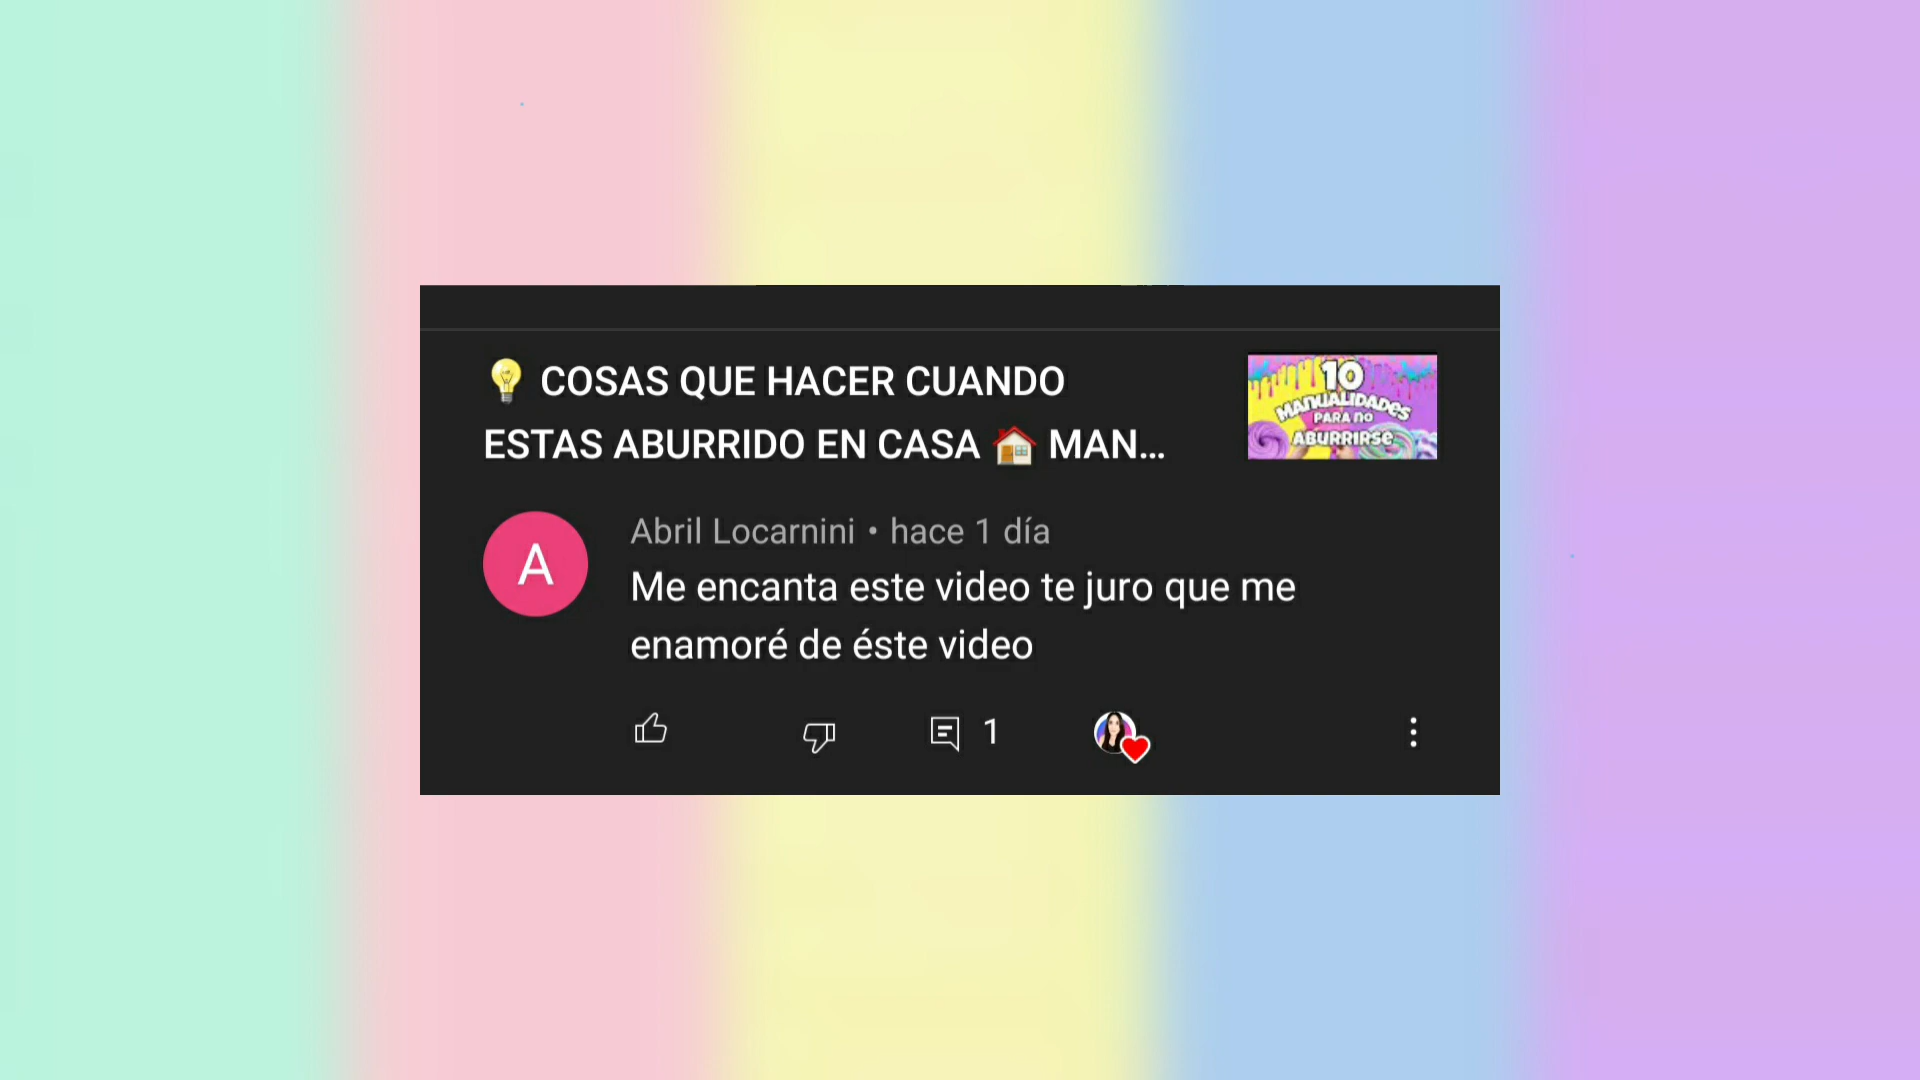 💡 COSAS QUE HACER CUANDO
ESTAS ABURRIDO EN CASA 🏠 MAN...
10
MANUALIDADES
PARA NO
ABURRIRSE
A
Abril Locarnini • hace 1 día
Me encanta este video te juro que me
enamoré de éste video
1